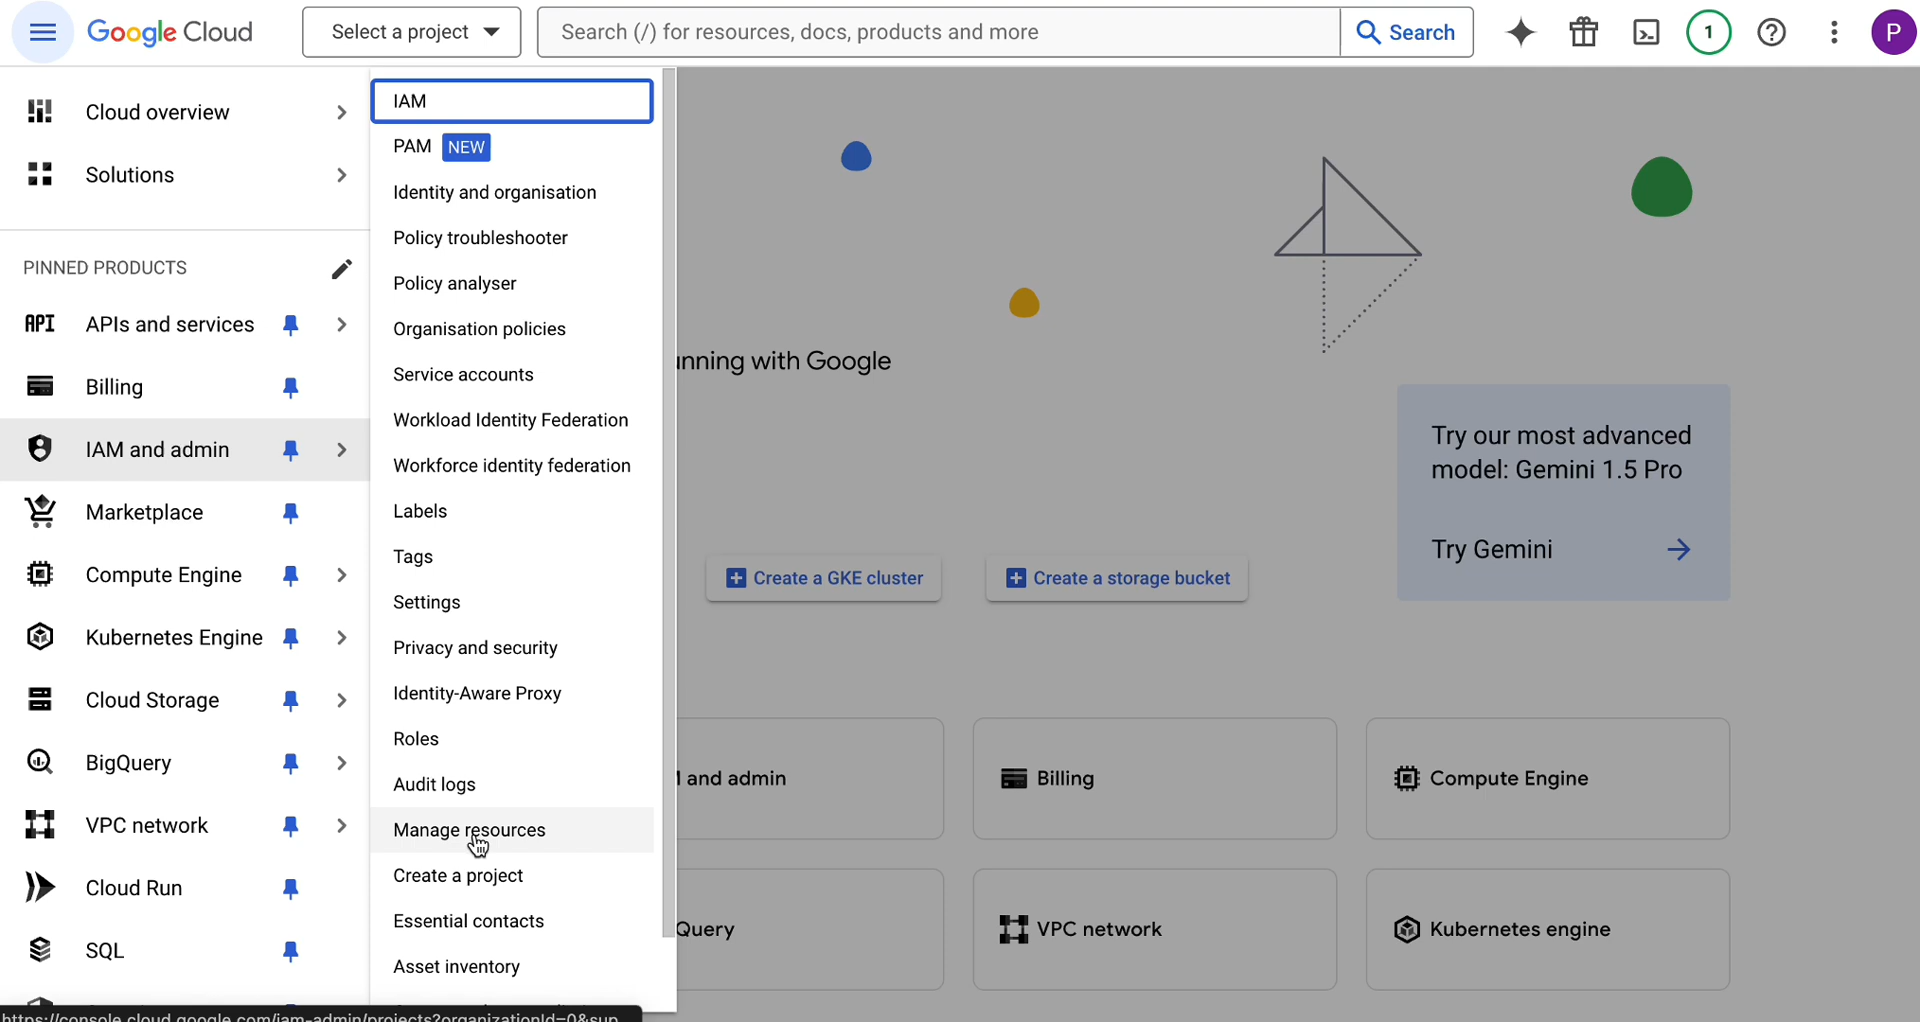 Google Cloud
Select a project
Search (/) for resources, docs, products and more
Search
1
P
Cloud overview
Solutions
PINNED PRODUCTS
API APIs and services
Billing
IAM and admin
Marketplace
Compute Engine
Kubernetes Engine
Cloud Storage
BigQuery
VPC network
Cloud Run
SQL
IAM
PAM NEW
Identity and organisation
Policy troubleshooter
Policy analyser
Organisation policies
Service accounts
Workload Identity Federation
Workforce identity federation
Labels
Tags
Settings
Privacy and security
Identity-Aware Proxy
Roles
Audit logs
Manage resources
Create a project
Essential contacts
Asset inventory
unning with Google
Try our most advanced
model: Gemini 1.5 Pro
Try Gemini
Create a GKE cluster
Create a storage bucket
and admin
Billing
Compute Engine
Query
VPC network
Kubernetes engine
https://console.cloud.google.com/iam-admin/projects?organizationId=0&sup